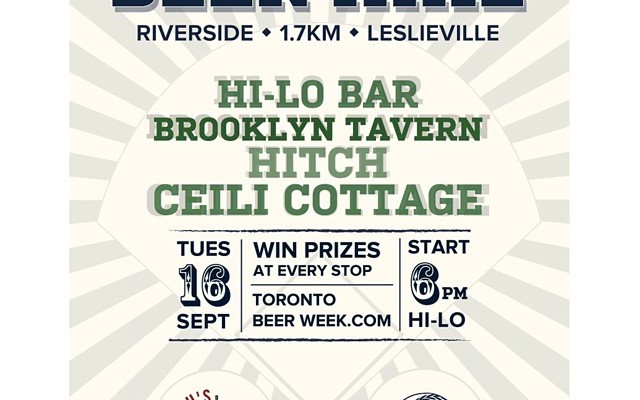 RIVERSIDE ◆ 1.7KM ◆ LESLIEVILLE
HI-LO BAR
BROOKLYN TAVERN
HITCH
CEILI COTTAGE
TUES
16
SEPT
WIN PRIZES
AT EVERY STOP
TORONTO
BEER WEEK.COM
START
6PM
HI-LO